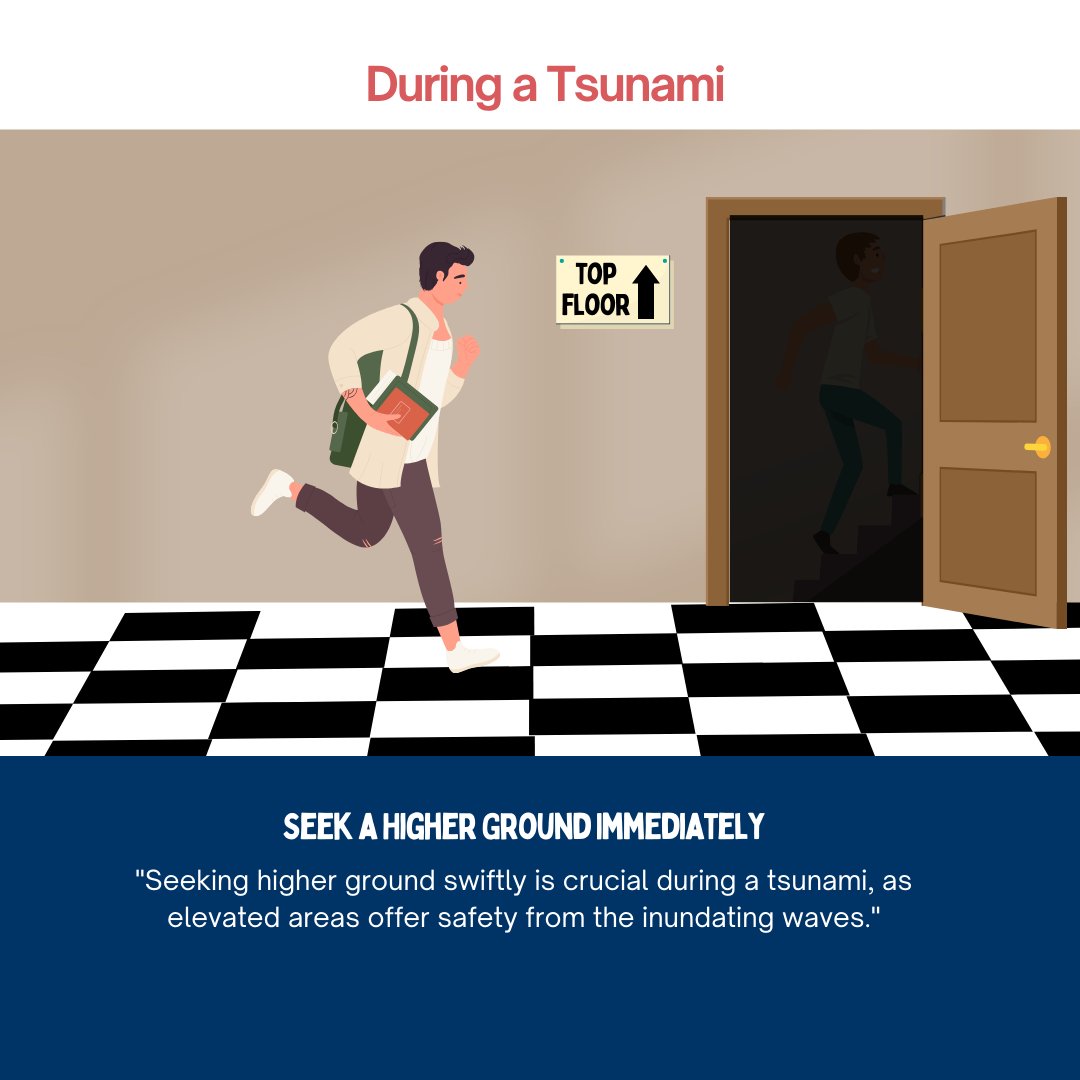 During a Tsunami
TOP
FLOOR
SEEK A HIGHER GROUND IMMEDIATELY
"Seeking higher ground swiftly is crucial during a tsunami, as
elevated areas offer safety from the inundating waves."